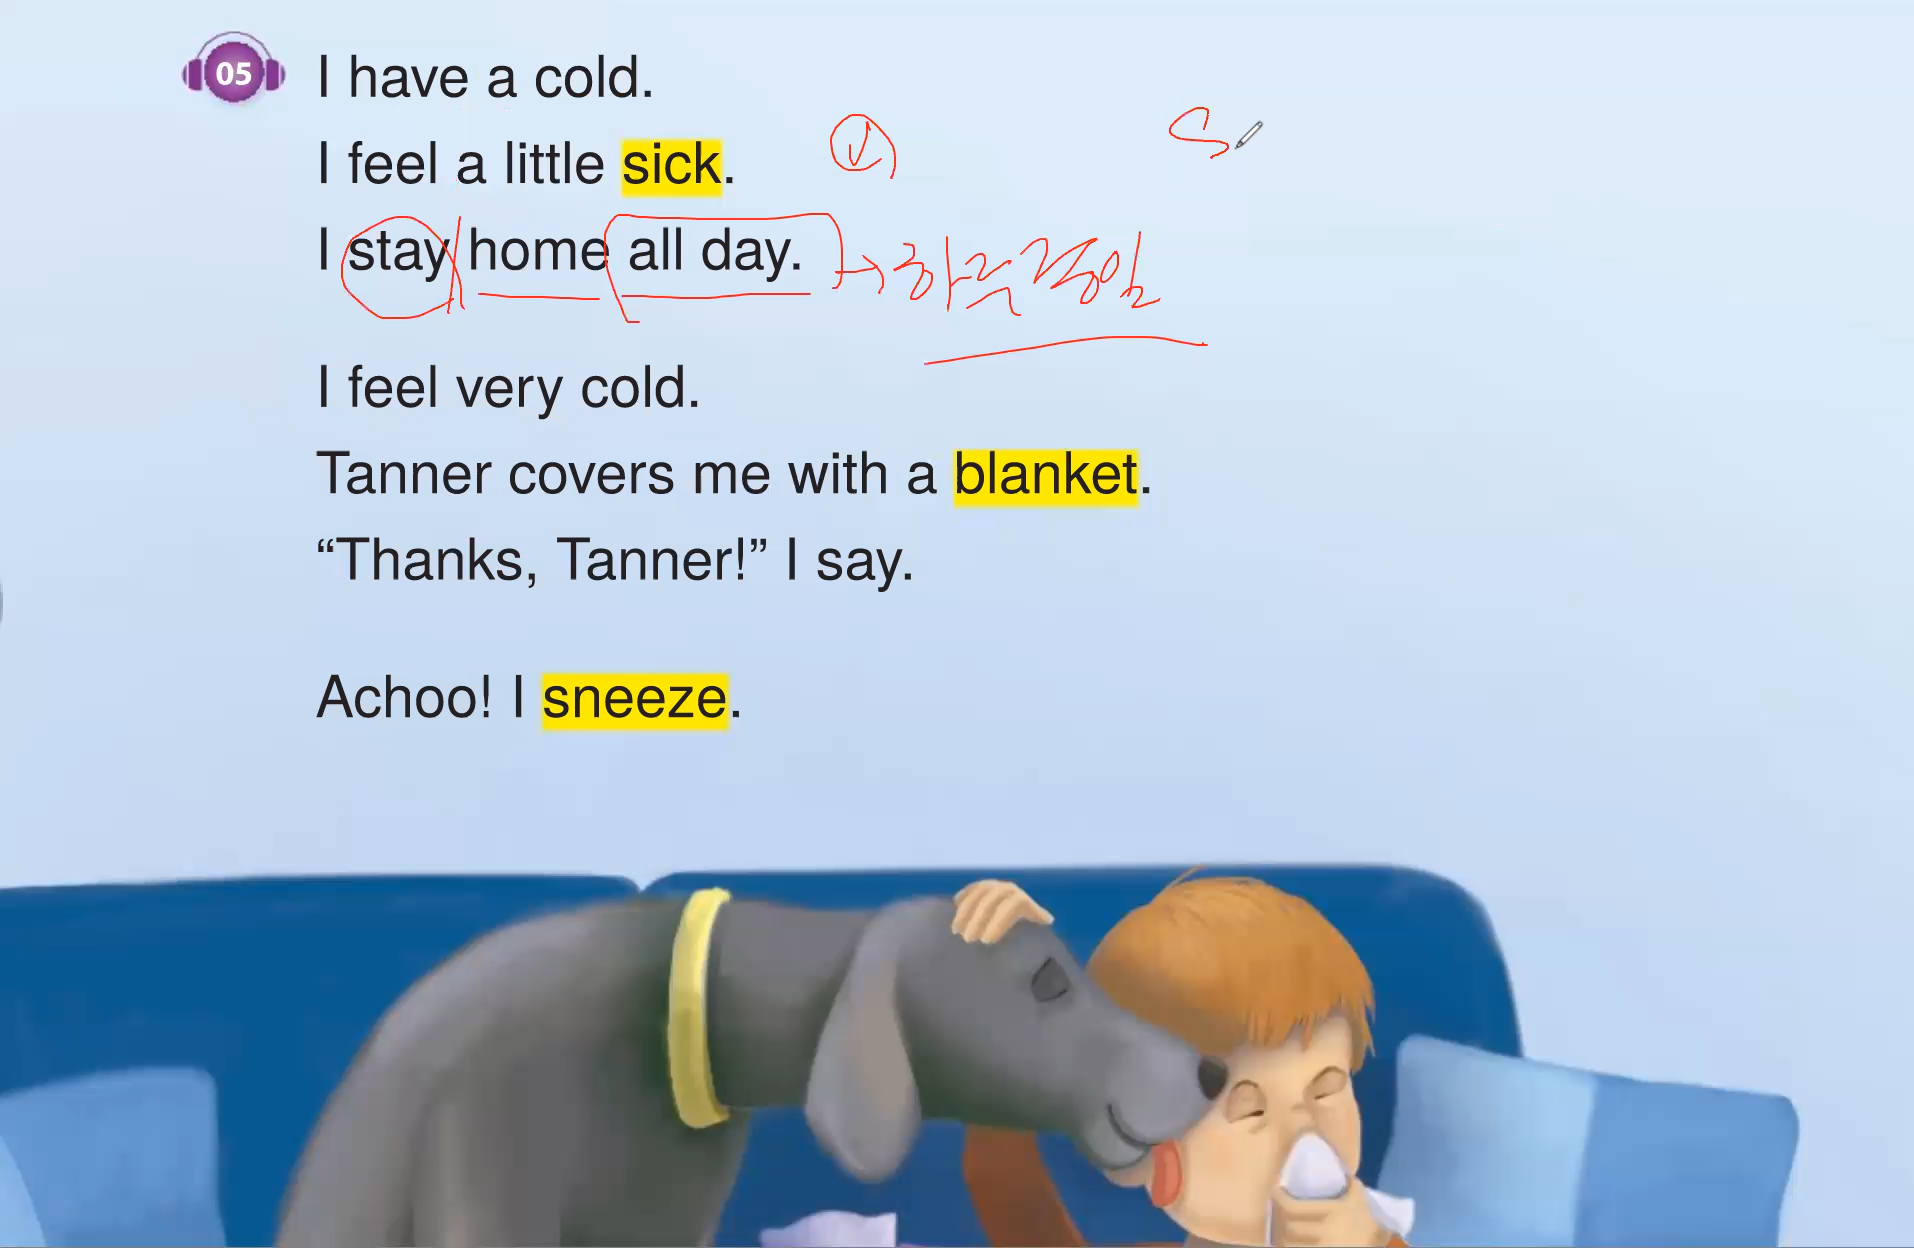 05 I have a cold.
I feel a little sick.
I stay home all day. → 하루종일
I feel very cold.
Tanner covers me with a blanket.
“Thanks, Tanner!” I say.
Achoo! I sneeze.